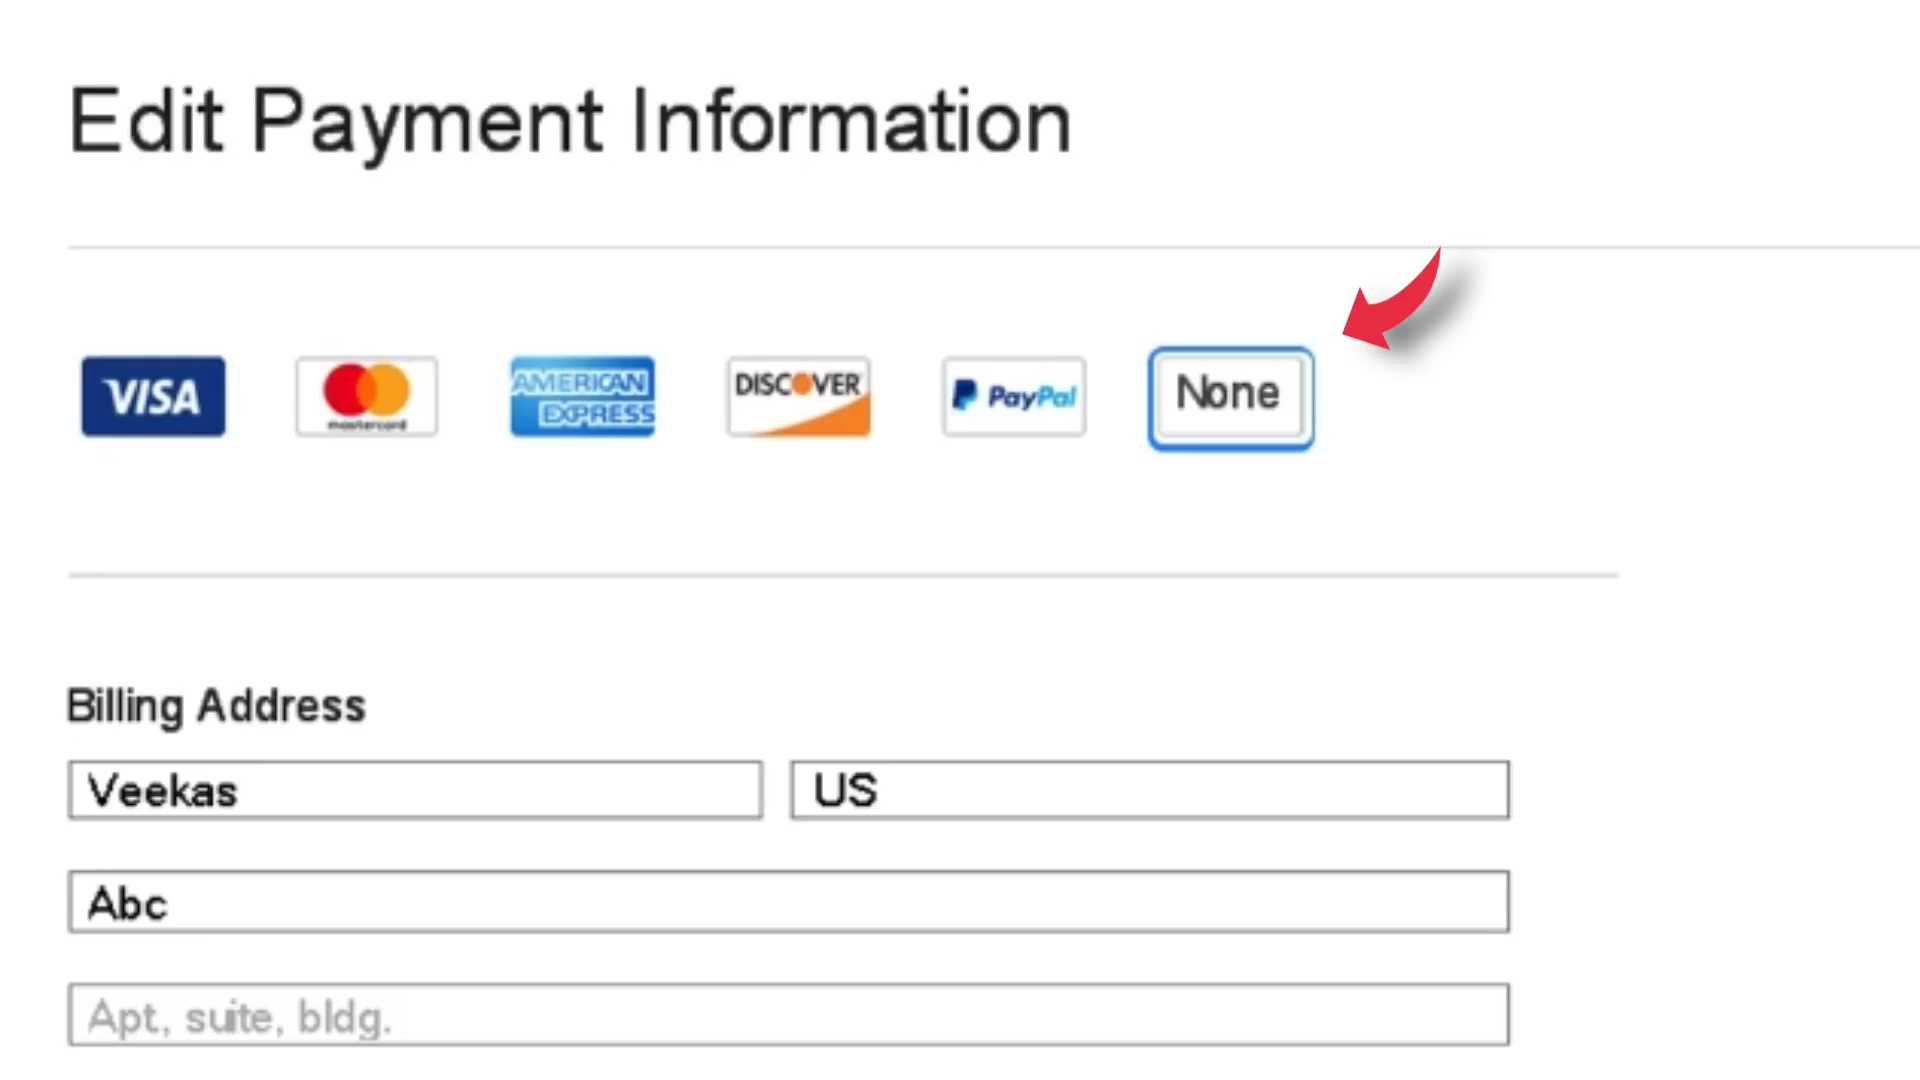 Edit Payment Information
VISA mastercard AMERICAN EXPRESS DISCOVER PayPal None
Billing Address
Veekas US
Abc
Apt, suite, bldg.